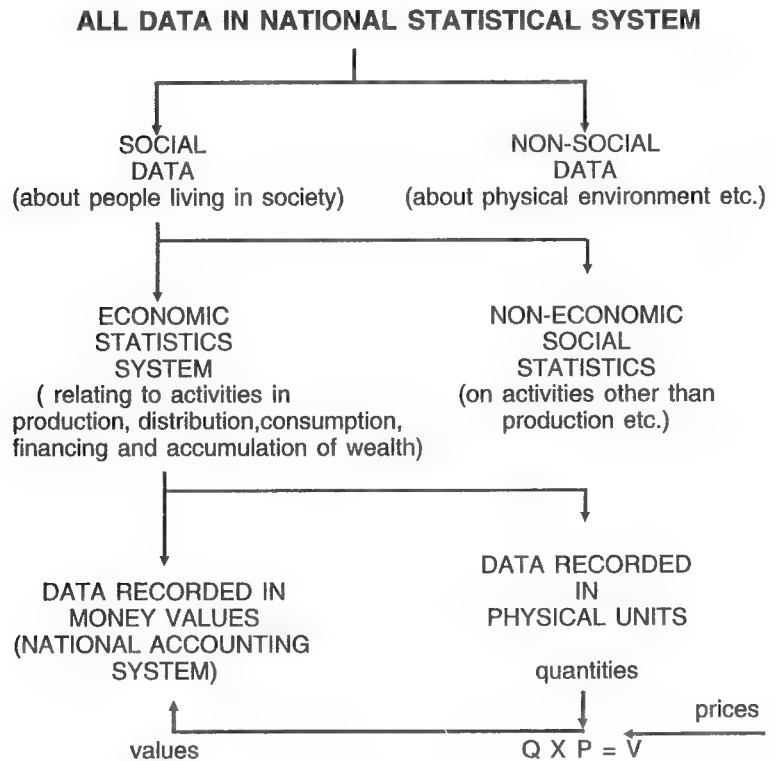 ALL DATA IN NATIONAL STATISTICAL SYSTEM
SOCIAL
DATA
(about people living in society)
NON-SOCIAL
DATA
(about physical environment etc.)
ECONOMIC
STATISTICS
SYSTEM
( relating to activities in
production, distribution,consumption,
financing and accumulation of wealth)
NON-ECONOMIC
SOCIAL
STATISTICS
(on activities other than
production etc.)
DATA RECORDED IN
MONEY VALUES
(NATIONAL ACCOUNTING
SYSTEM)
DATA RECORDED
IN
PHYSICAL UNITS
quantities
prices
values
Q X P = V